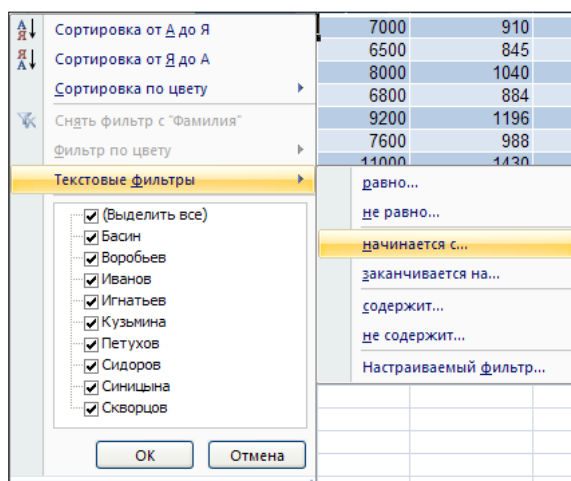 Сортировка от А до Я
Сортировка от Я до А
Сортировка по цвету
Снять фильтр с "Фамилия"
Фильтр по цвету
Текстовые фильтры
(Выделить все)
Басин
Воробьев
Иванов
Игнатьев
Кузьмина
Петухов
Сидоров
Синицына
Скворцов
ОК
Отмена
7000 910
6500 845
8000 1040
6800 884
9200 1196
7600 988
11000 1430
равно...
не равно...
начинается с...
заканчивается на...
содержит...
не содержит...
Настраиваемый фильтр...